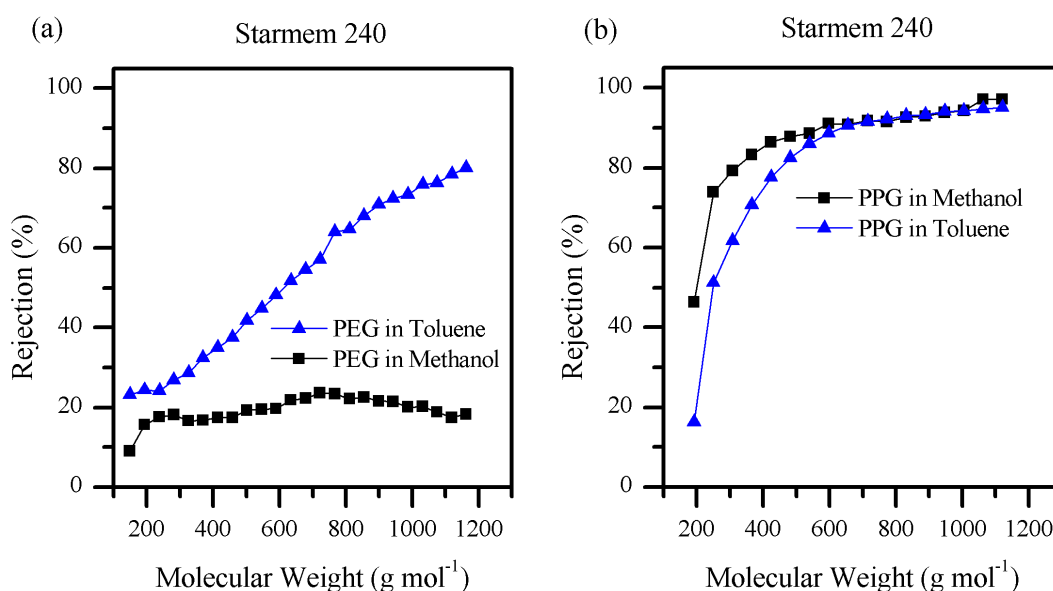 (a)
Starmem 240
100
80
60
40
20
0
Rejection (%)
PEG in Toluene
PEG in Methanol
200 400 600 800 1000 1200
Molecular Weight (g mol⁻¹)
(b)
Starmem 240
100
80
60
40
20
0
Rejection (%)
PPG in Methanol
PPG in Toluene
200 400 600 800 1000 1200
Molecular Weight (g mol⁻¹)